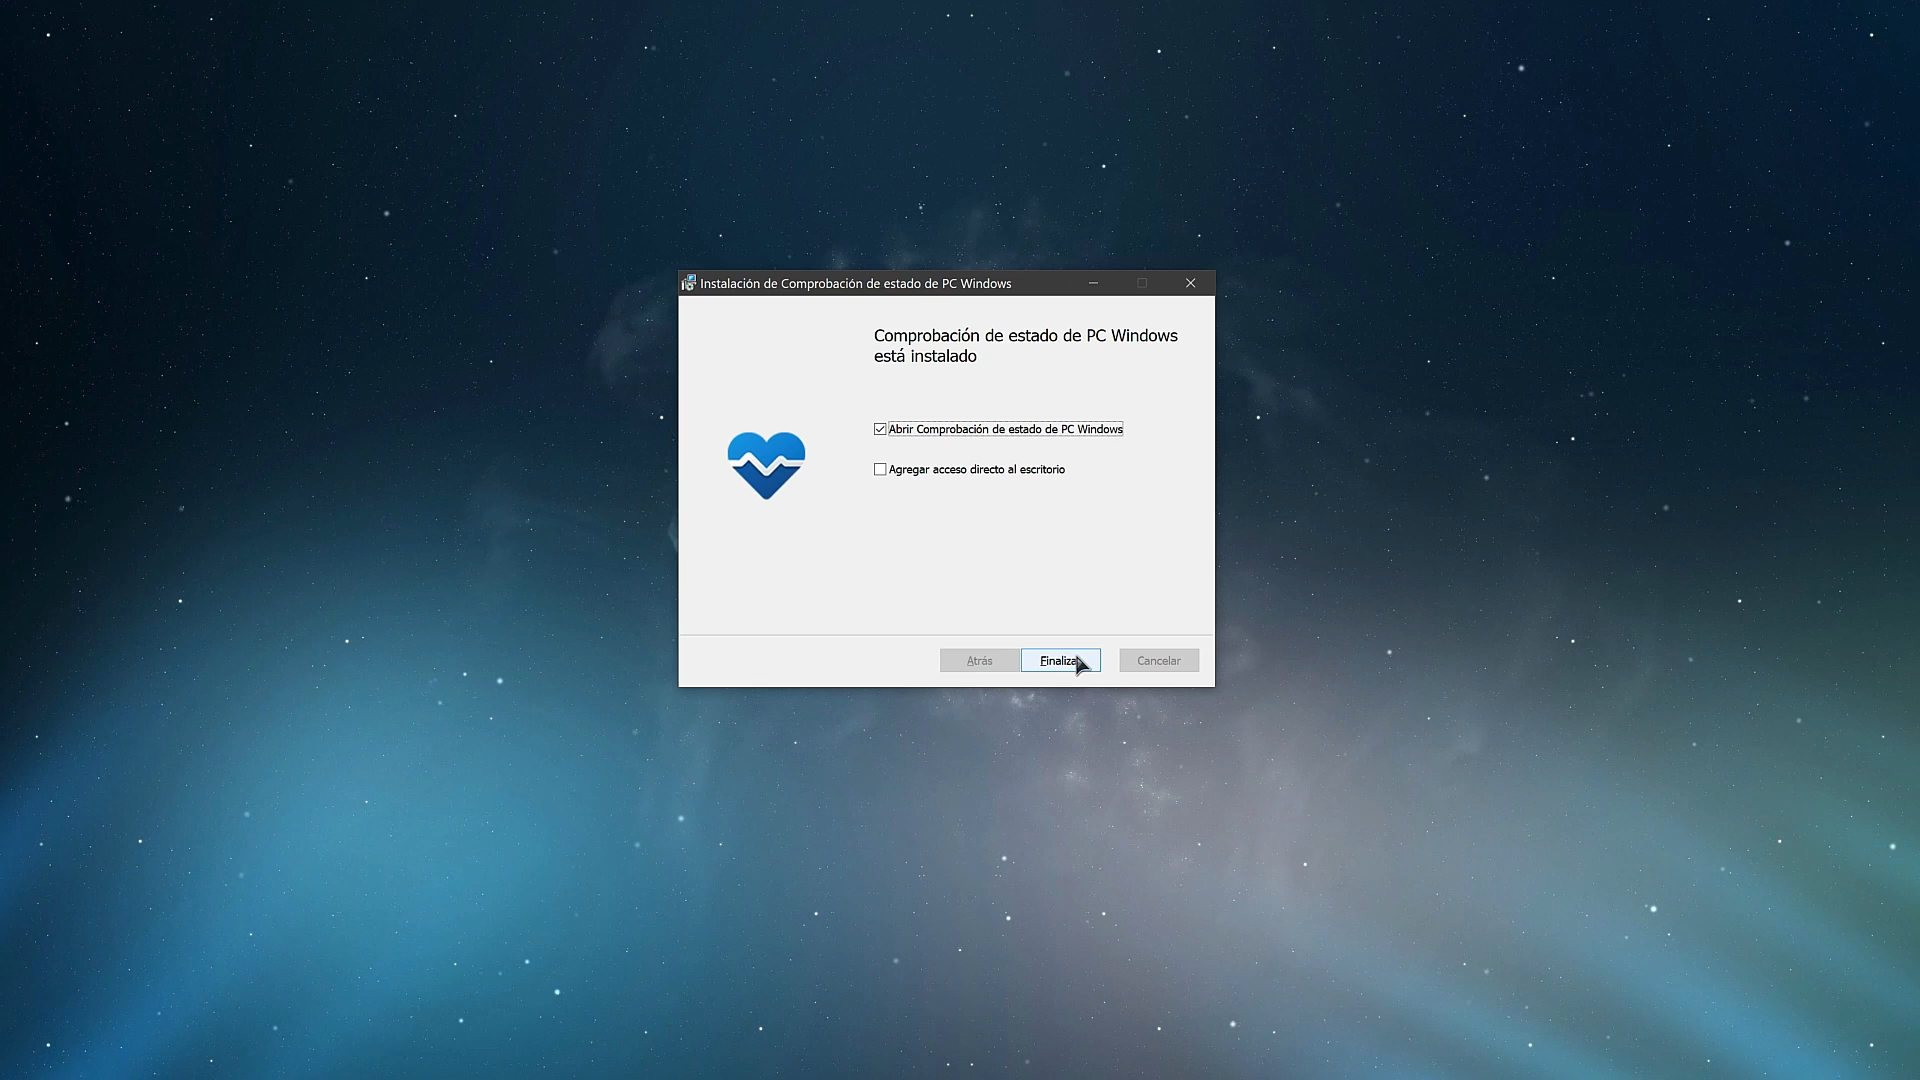 Instalación de Comprobación de estado de PC Windows
Comprobación de estado de PC Windows
está instalado
Abrir Comprobación de estado de PC Windows
Agregar acceso directo al escritorio
Atrás
Finaliza
Cancelar